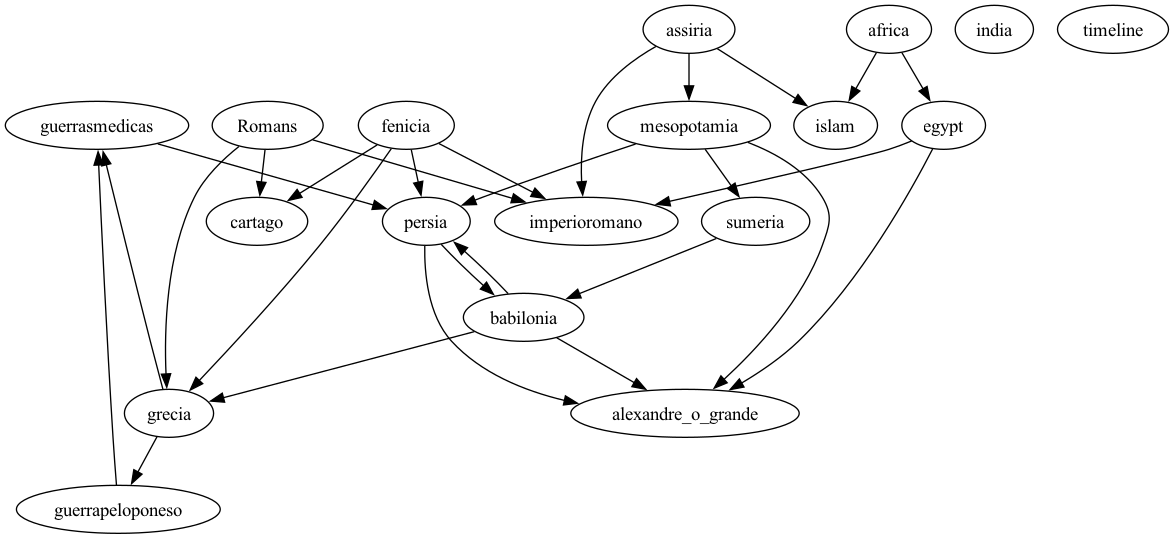 assiria
africa
india
timeline
guerrasmedicas
Romans
fenicia
mesopotamia
islam
egypt
cartago
persia
imperioromano
sumeria
babilonia
grecia
alexandre_o_grande
guerrapeloponeso